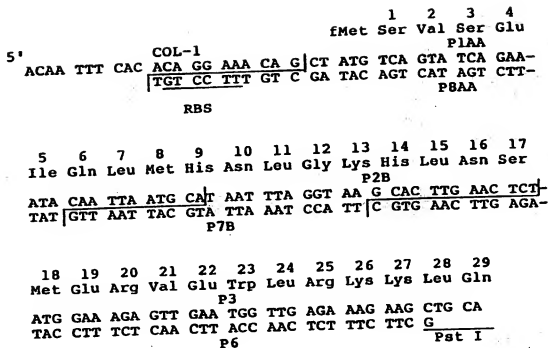 1 2 3 4
fMet Ser Val Ser Glu
5' COL-1 P1AA
ACAA TTT CAC ACA GG AAA CAG CT ATG TCA GTA TCA GAA-
TGT CC TTT GT C GA TAC AGT CAT AGT CTT-
RBS P8AA
5 6 7 8 9 10 11 12 13 14 15 16 17
Ile Gln Leu Met His Asn Leu Gly Lys His Leu Asn Ser
P2B
ATA CAA TTA ATG CA T AAT TTA GGT AA G CAC TTG AAC TCT-
TAT GTT AAT TAC GTA TTA AAT CCA TT C GTG AAC TTG AGA-
P7B
18 19 20 21 22 23 24 25 26 27 28 29
Met Glu Arg Val Glu Trp Leu Arg Lys Lys Leu Gln
P3
ATG GAA AGA GTT GAA TGG TTG AGA AAG AAG CTG CA
TAC CTT TCT CAA CTT ACC AAC TCT TTC TTC G
P6 Pst I